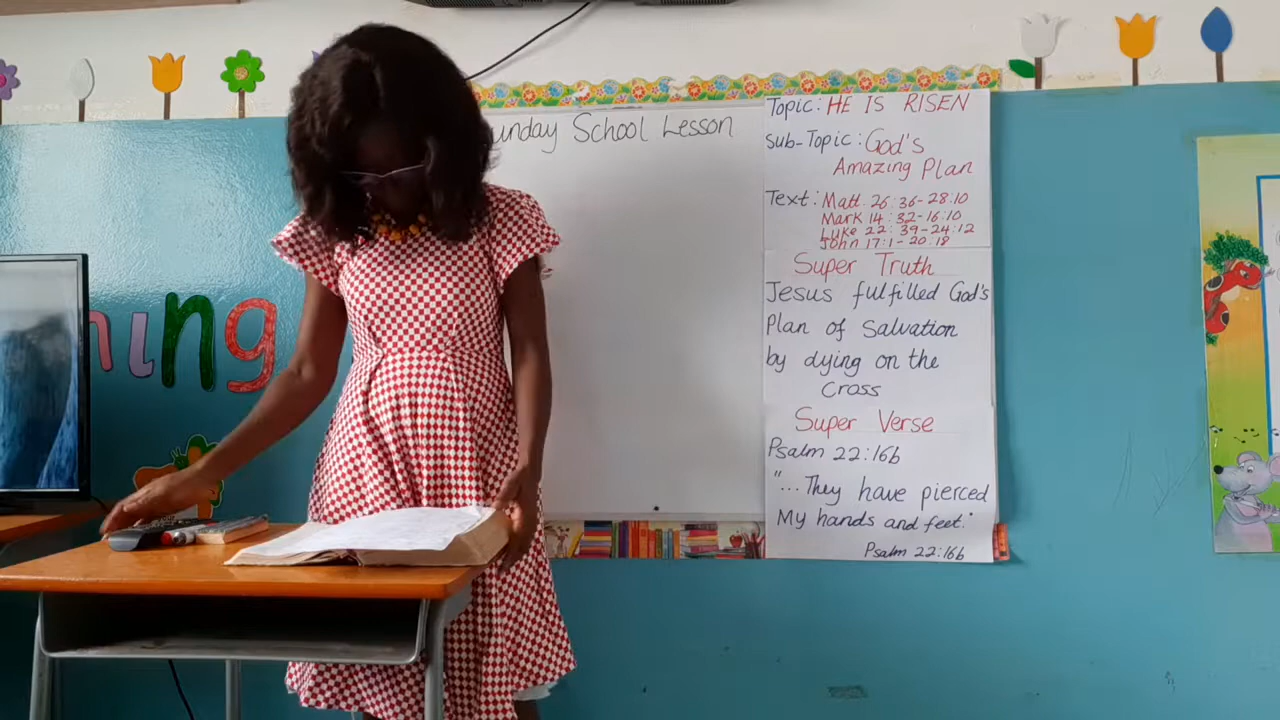 unday School Lesson
Topic: HE IS RISEN
Sub-Topic: God's
Amazing Plan
Text: Matt. 26:36-28:10
Mark 14:32-16:10
Luke 22:39-24:12
John 17:1-20:18
Super Truth
Jesus fulfilled God's
Plan of Salvation
by dying on the
Cross
Super Verse
Psalm 22:16b
"...They have pierced
My hands and feet."
Psalm 22:16b
ning